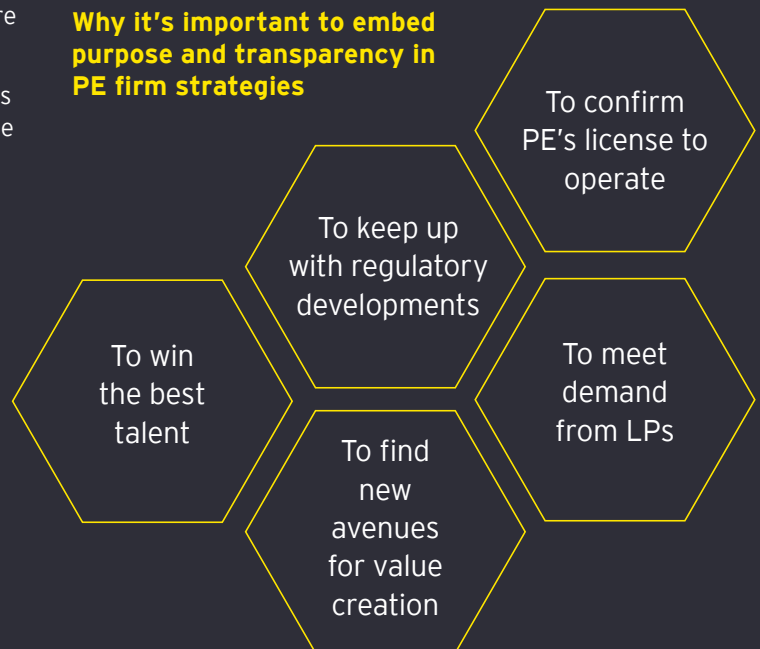 re
s
e
Why it's important to embed
purpose and transparency in
PE firm strategies
To confirm
PE's license to
operate
To keep up
with regulatory
developments
To win
the best
talent
To meet
demand
from LPs
To find
new
avenues
for value
creation